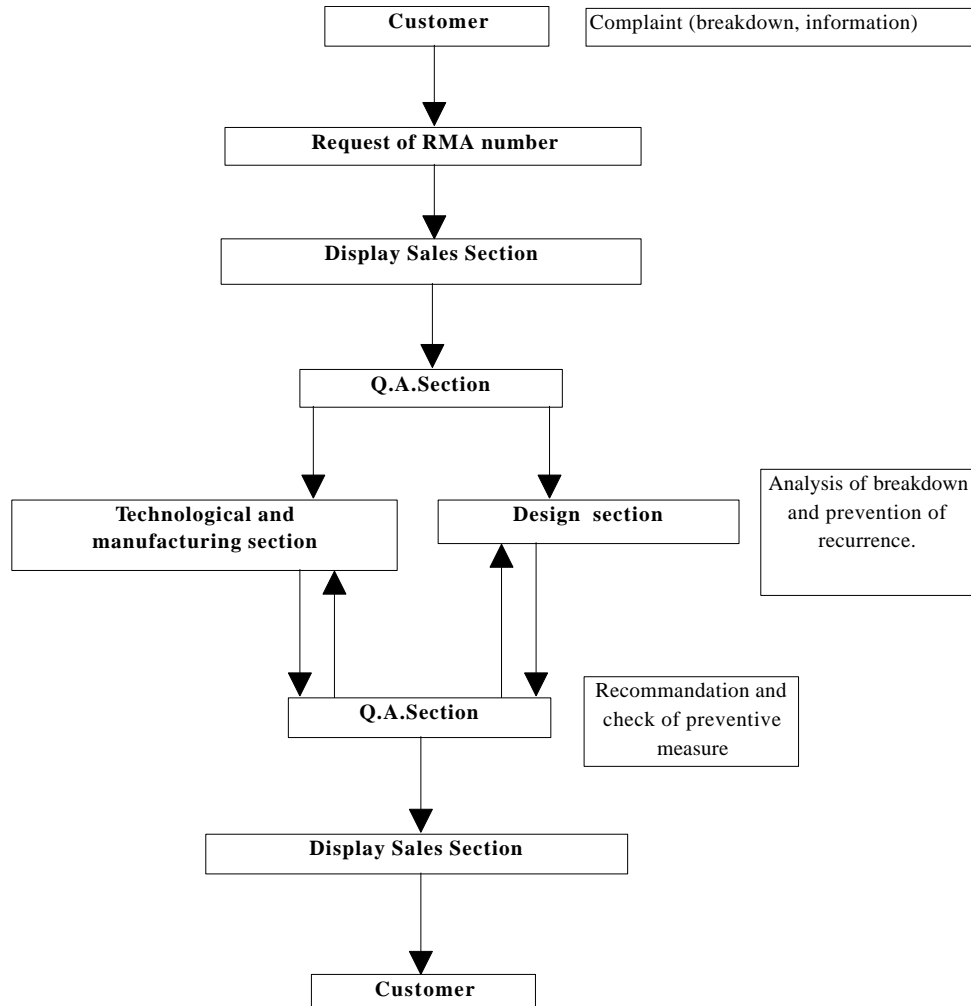 Customer
Complaint (breakdown, information)
Request of RMA number
Display Sales Section
Q.A.Section
Technological and
manufacturing section
Design section
Analysis of breakdown
and prevention of
recurrence.
Q.A.Section
Recommandation and
check of preventive
measure
Display Sales Section
Customer